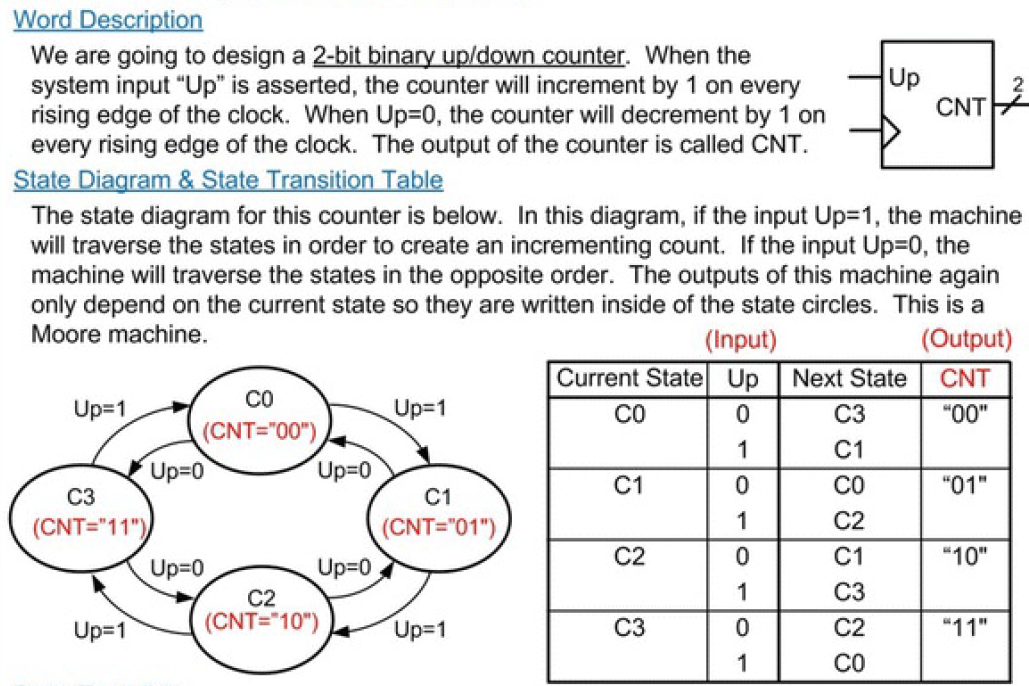 Word Description
We are going to design a 2-bit binary up/down counter. When the
system input “Up” is asserted, the counter will increment by 1 on every
rising edge of the clock. When Up=0, the counter will decrement by 1 on
every rising edge of the clock. The output of the counter is called CNT.
Up
CNT
2
State Diagram & State Transition Table
The state diagram for this counter is below. In this diagram, if the input Up=1, the machine
will traverse the states in order to create an incrementing count. If the input Up=0, the
machine will traverse the states in the opposite order. The outputs of this machine again
only depend on the current state so they are written inside of the state circles. This is a
Moore machine.
Up=1
C0
(CNT="00")
Up=1
Up=0
Up=0
C3
(CNT="11")
C1
(CNT="01")
Up=0
Up=0
C2
(CNT="10")
Up=1
Up=1
(Input) (Output)
Current State Up Next State CNT
C0 0 C3 “00"
1 C1
C1 0 C0 “01"
1 C2
C2 0 C1 “10"
1 C3
C3 0 C2 “11"
1 C0